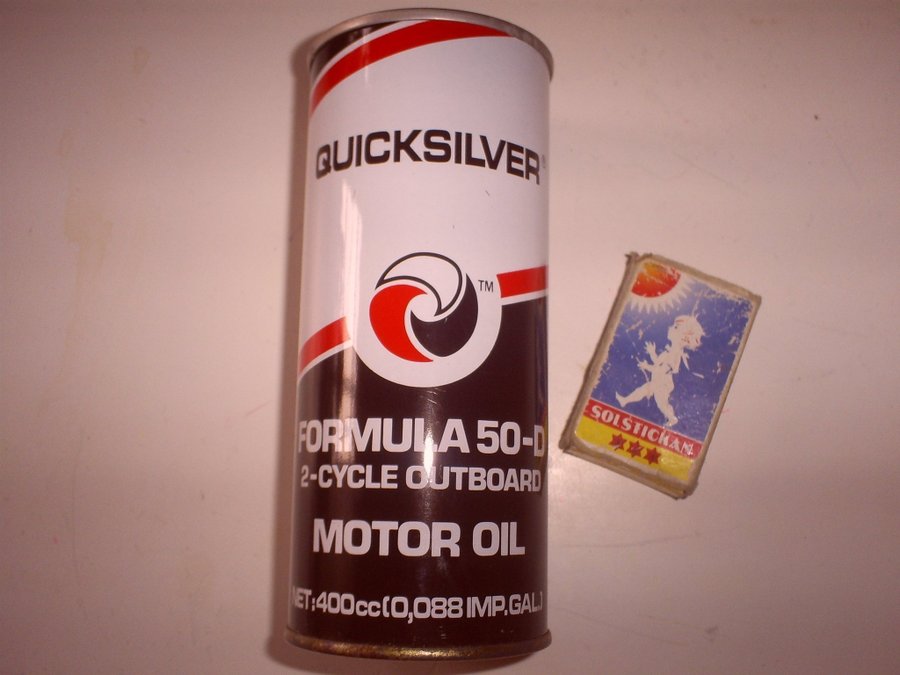 QUICKSILVER®
TM
FORMULA 50-D
2-CYCLE OUTBOARD
MOTOR OIL
NET:400cc(0,088 IMP.GAL.)
SOLSTICKAN